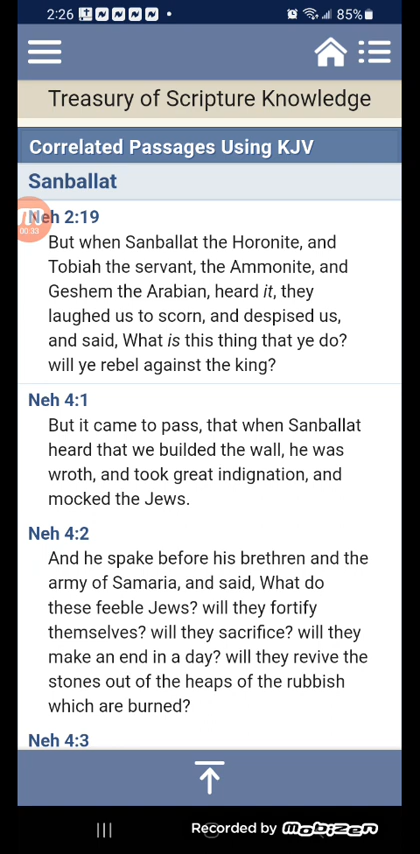 2:26 85%
Treasury of Scripture Knowledge
Correlated Passages Using KJV
Sanballat
Neh 2:19
00:33
But when Sanballat the Horonite, and
Tobiah the servant, the Ammonite, and
Geshem the Arabian, heard it, they
laughed us to scorn, and despised us,
and said, What is this thing that ye do?
will ye rebel against the king?
Neh 4:1
But it came to pass, that when Sanballat
heard that we builded the wall, he was
wroth, and took great indignation, and
mocked the Jews.
Neh 4:2
And he spake before his brethren and the
army of Samaria, and said, What do
these feeble Jews? will they fortify
themselves? will they sacrifice? will they
make an end in a day? will they revive the
stones out of the heaps of the rubbish
which are burned?
Neh 4:3
Recorded by Mobizen